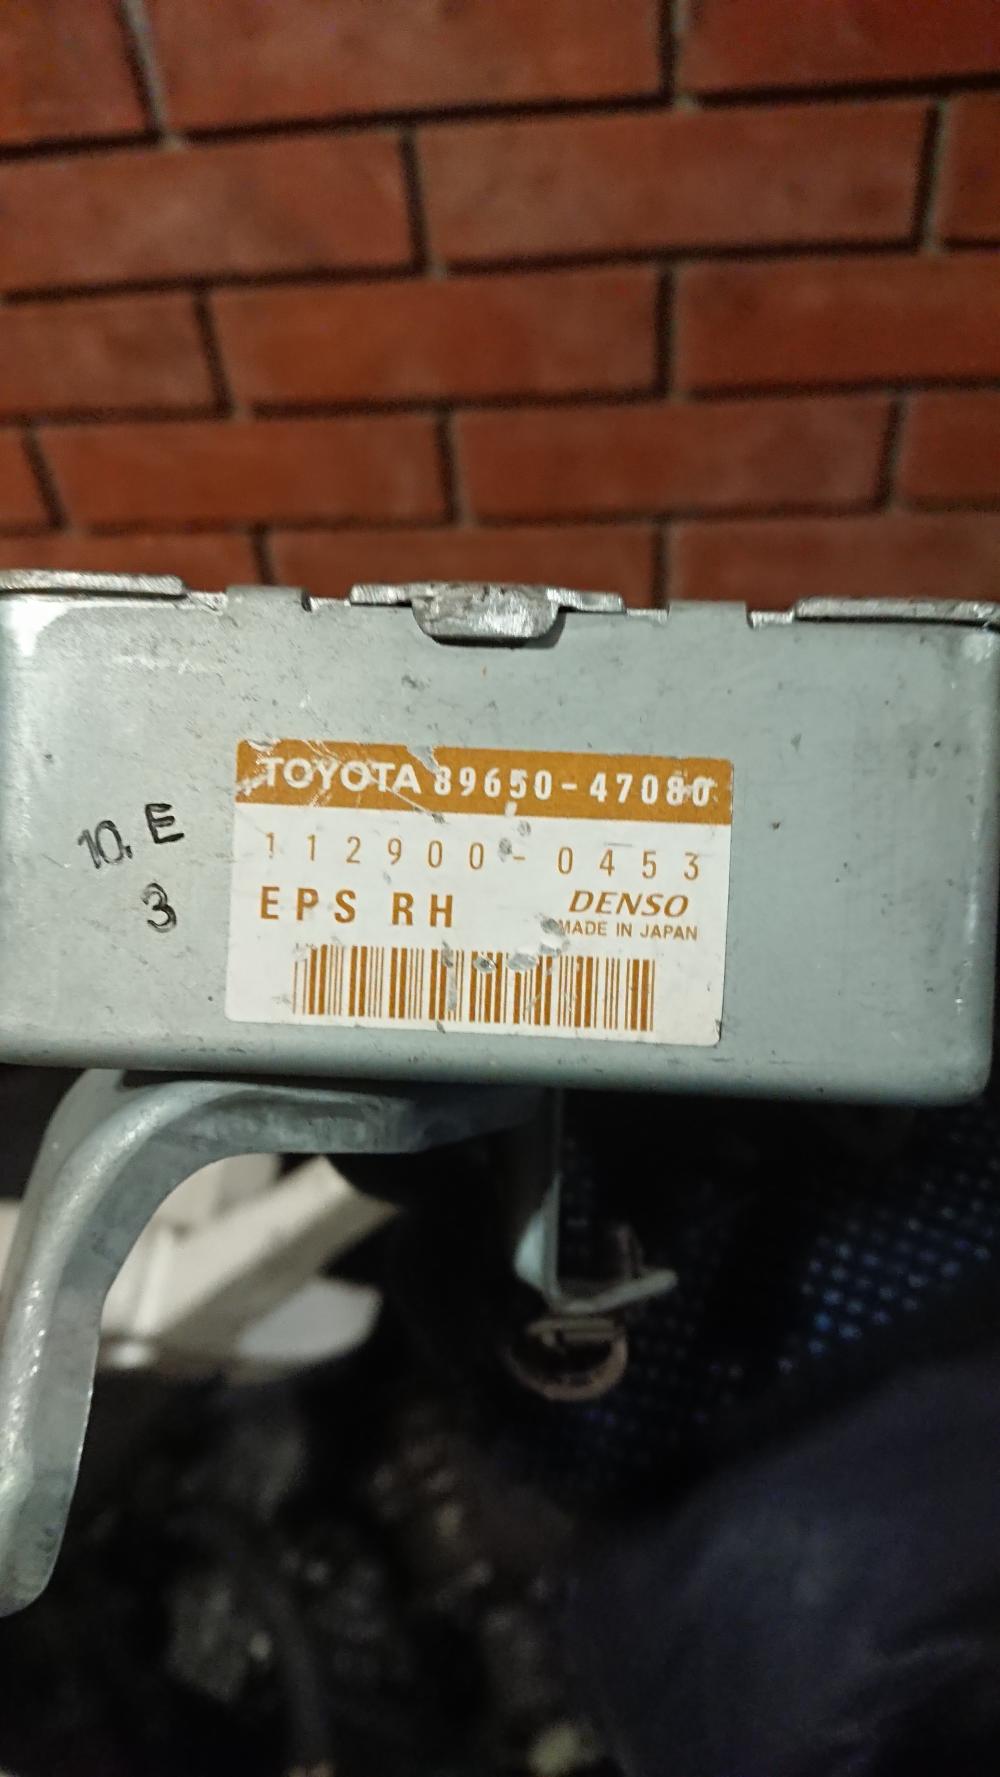 TOYOTA 89650-47080
112900-0453
EPS RH
DENSO
MADE IN JAPAN
10. E
3